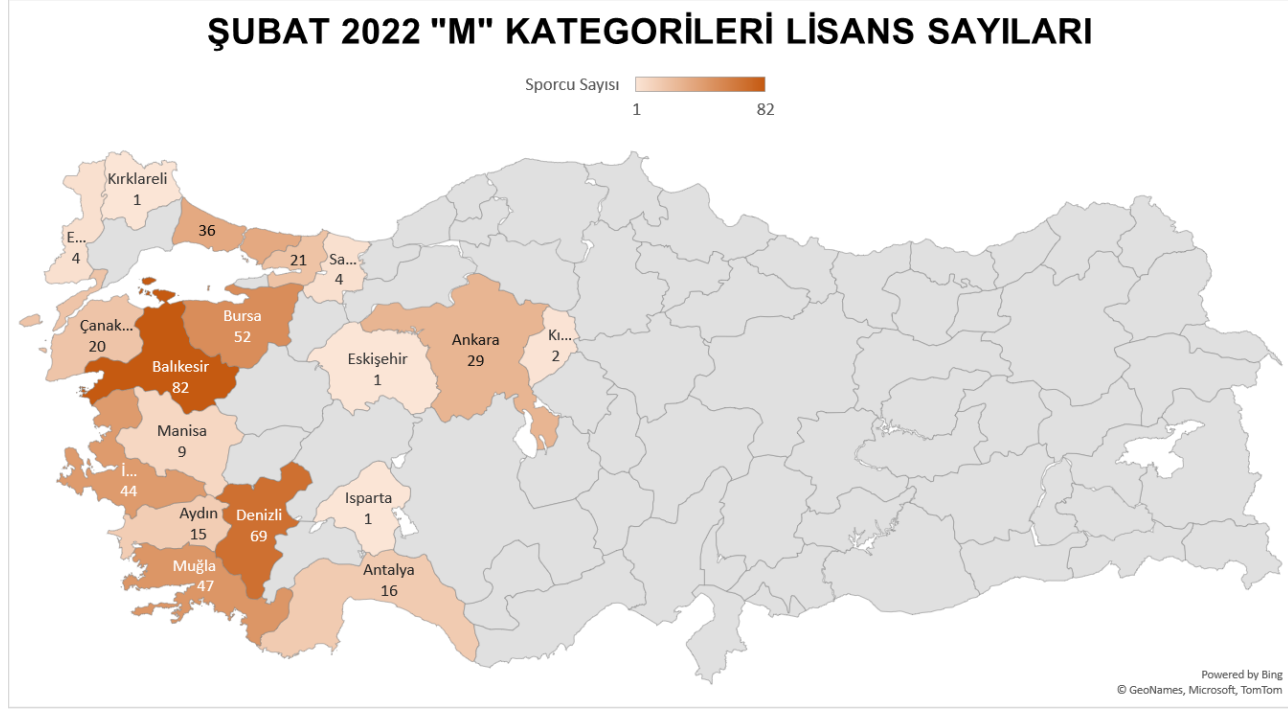 ŞUBAT 2022 "M" KATEGORİLERİ LİSANS SAYILARI
Sporcu Sayısı
1
82
Kırklareli
1
E...
4
36
21
Sa...
4
Çanak...
20
Bursa
52
Balıkesir
82
Eskişehir
1
Ankara
29
Kı...
2
Manisa
9
İ...
44
Aydın
15
Denizli
69
Isparta
1
Muğla
47
Antalya
16
Powered by Bing
© GeoNames, Microsoft, TomTom